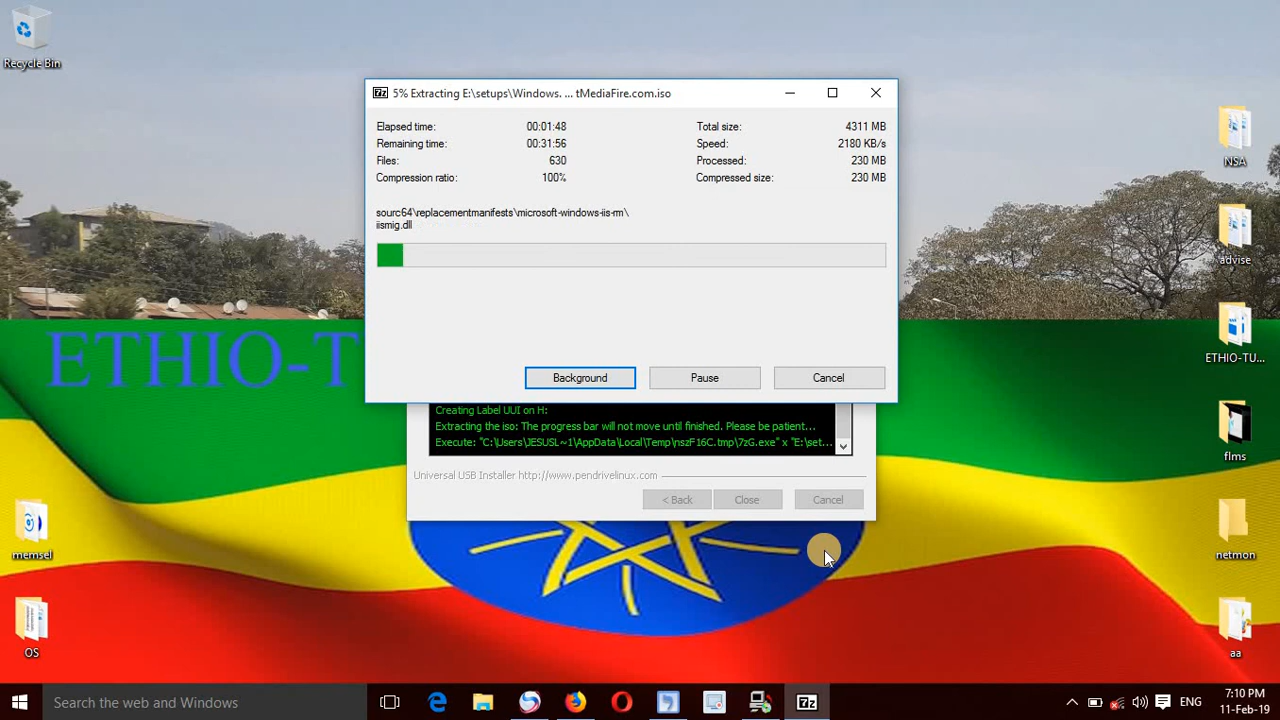 Recycle Bin
5% Extracting E:\setups\Windows. ... tMediaFire.com.iso
Elapsed time: 00:01:48
Total size: 4311 MB
Remaining time: 00:31:56
Speed: 2180 KB/s
Files: 630
Processed: 230 MB
Compression ratio: 100%
Compressed size: 230 MB
sourc64\replacementmanifests\microsoft-windows-iis-rm\
iismig.dll
Background
Pause
Cancel
ETHIO-T
Creating Label UUI on H:
Extracting the iso: The progress bar will not move until finished. Please be patient...
Execute: "C:\Users\JESUSL~1\AppData\Local\Temp\nszF16C.tmp\7zG.exe" x "E:\set...
Universal USB Installer http://www.pendrivelinux.com
< Back
Close
Cancel
NSA
advise
ETHIO-TU...
flms
netmon
aa
memsel
OS
Search the web and Windows
7z
ENG
7:10 PM
11-Feb-19